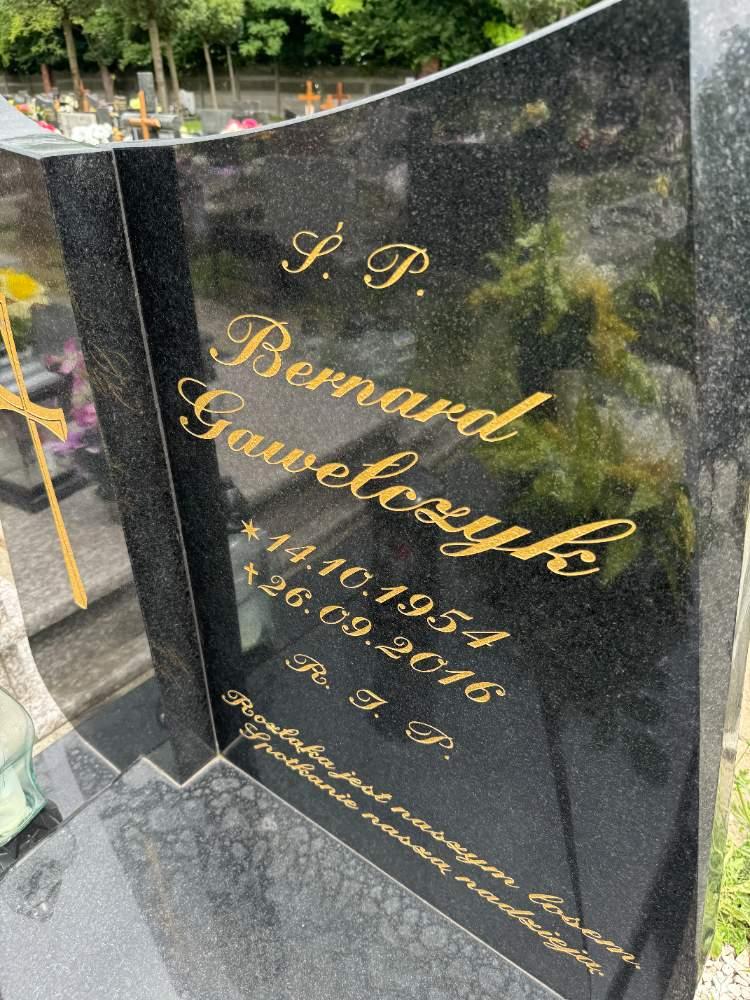 Ś. P.
Bernard
Gawełczyk
* 14.10.1954
† 26.09.2016
R. I. P.
Rozłąka jest naszym losem.
Spotkanie naszą nadzieją.